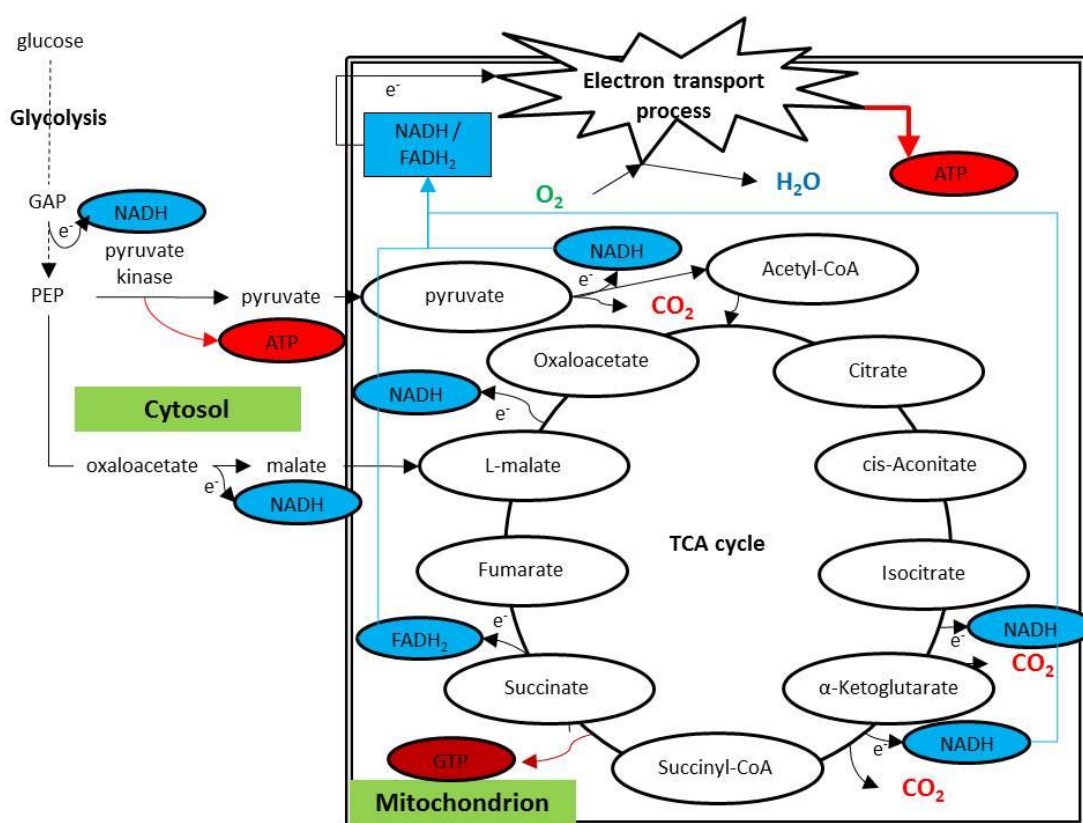 glucose
Glycolysis
GAP
e⁻
NADH
pyruvate
kinase
PEP
pyruvate
ATP
Cytosol
oxaloacetate
malate
e⁻
NADH
e⁻
Electron transport
process
NADH /
FADH₂
O₂
H₂O
ATP
pyruvate
e⁻
NADH
CO₂
Acetyl-CoA
Oxaloacetate
Citrate
NADH
e⁻
L-malate
cis-Aconitate
TCA cycle
Fumarate
Isocitrate
FADH₂
e⁻
e⁻
NADH
CO₂
Succinate
α-Ketoglutarate
GTP
Succinyl-CoA
e⁻
NADH
CO₂
Mitochondrion